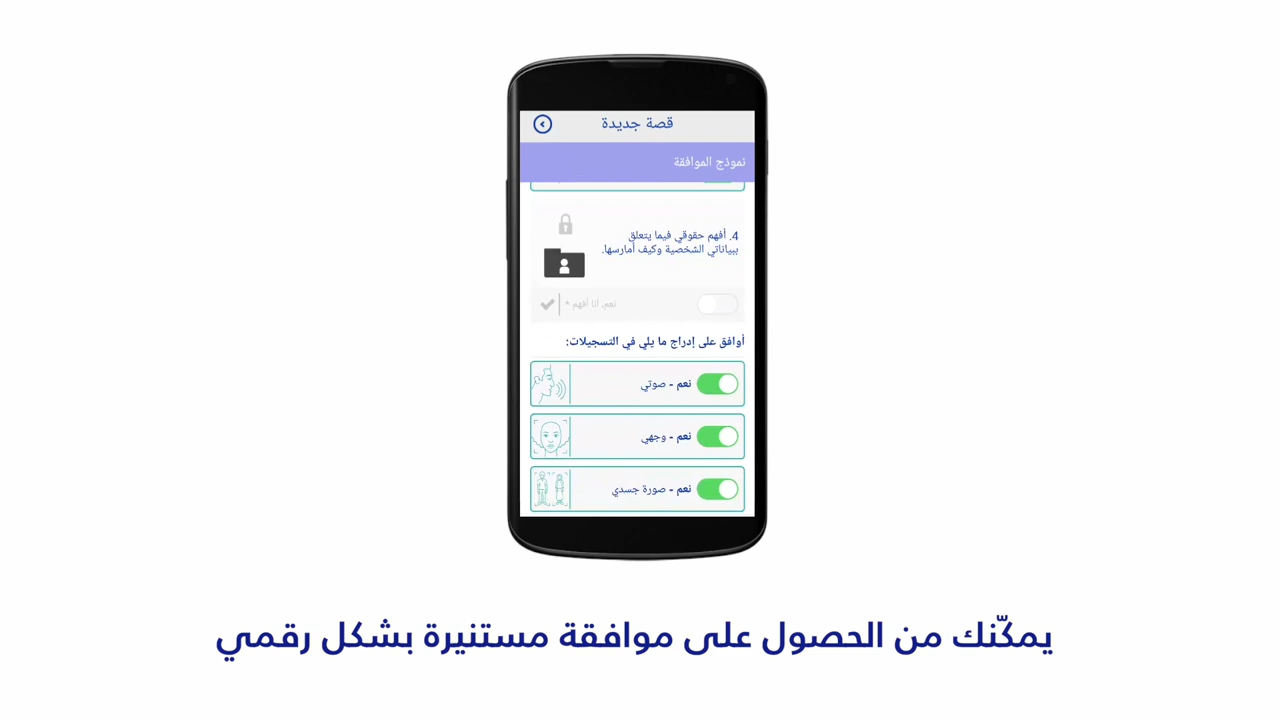 قصة جديدة
نموذج الموافقة
4. أفهم حقوقي فيما يتعلق
ببياناتي الشخصية وكيف أمارسها.
نعم، أنا أفهم *
أوافق على إدراج ما يلي في التسجيلات:
نعم - صوتي
نعم - وجهي
نعم - صورة جسدي
يمكّنك من الحصول على موافقة مستنيرة بشكل رقمي